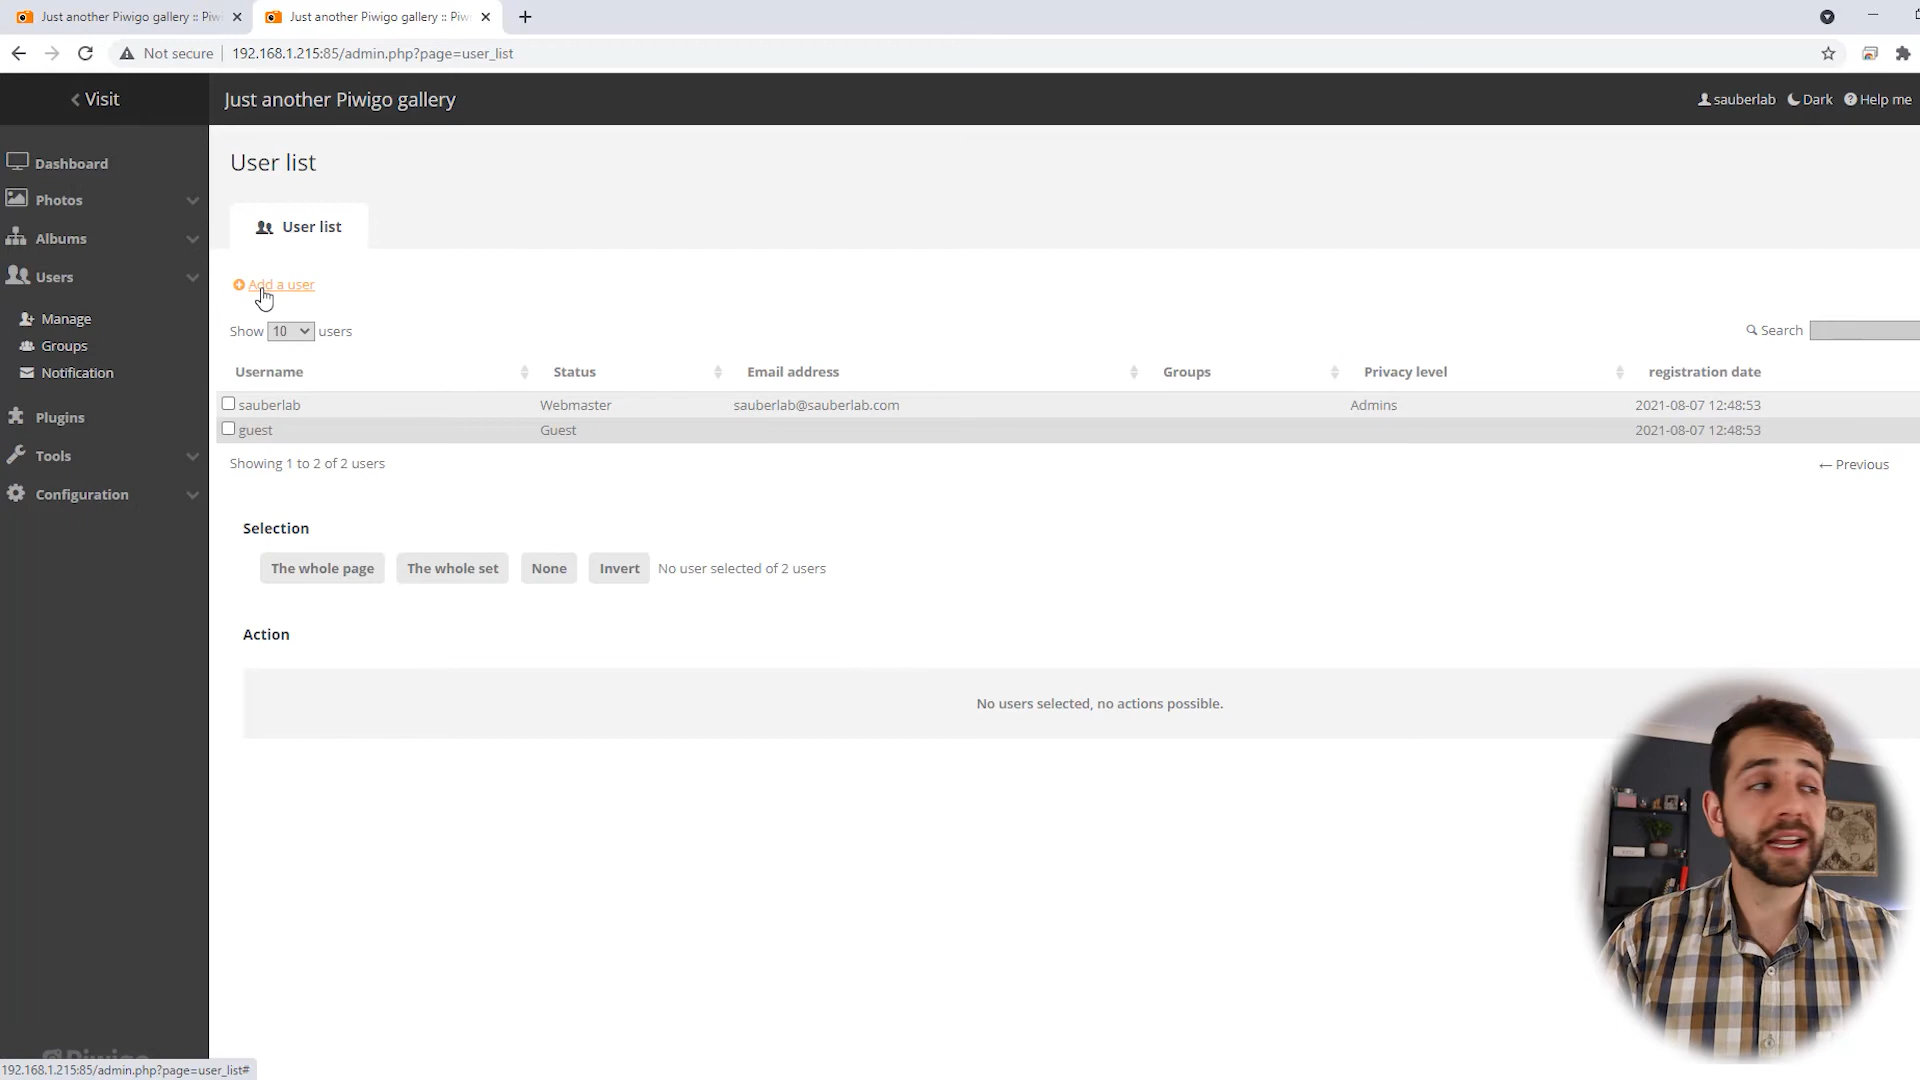 Just another Piwigo gallery :: Piw
Just another Piwigo gallery :: Piw
Not secure
192.168.1.215:85/admin.php?page=user_list
Visit
Just another Piwigo gallery
sauberlab
Dark
Help me
Dashboard
Photos
Albums
Users
Manage
Groups
Notification
Plugins
Tools
Configuration
User list
User list
Add a user
Show 10 users
Search
Username Status Email address Groups Privacy level registration date
sauberlab Webmaster sauberlab@sauberlab.com Admins 2021-08-07 12:48:53
guest Guest 2021-08-07 12:48:53
Showing 1 to 2 of 2 users
← Previous
Selection
The whole page The whole set None Invert No user selected of 2 users
Action
No users selected, no actions possible.
Piwigo
192.168.1.215:85/admin.php?page=user_list#